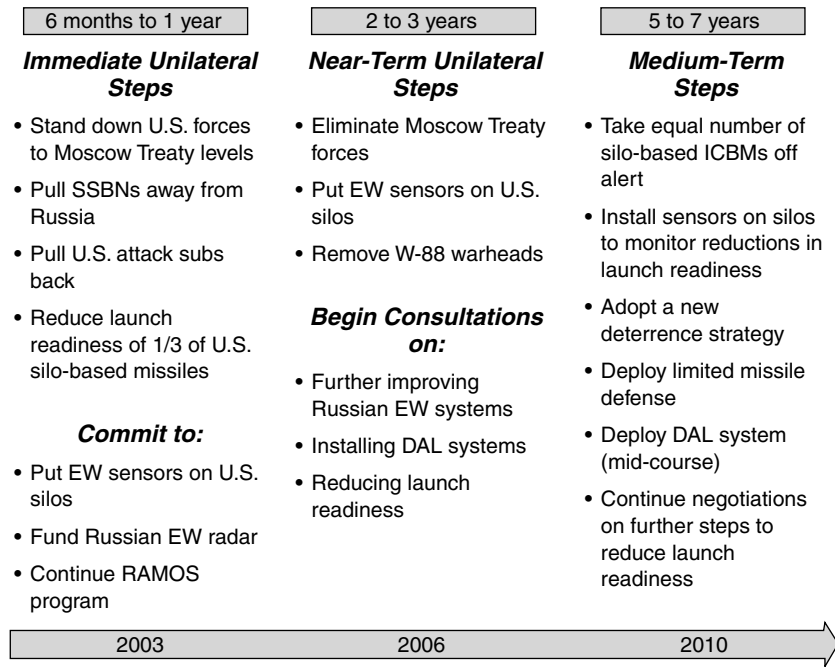 6 months to 1 year
Immediate Unilateral
Steps
• Stand down U.S. forces
to Moscow Treaty levels
• Pull SSBNs away from
Russia
• Pull U.S. attack subs
back
• Reduce launch
readiness of 1/3 of U.S.
silo-based missiles
Commit to:
• Put EW sensors on U.S.
silos
• Fund Russian EW radar
• Continue RAMOS
program
2 to 3 years
Near-Term Unilateral
Steps
• Eliminate Moscow Treaty
forces
• Put EW sensors on U.S.
silos
• Remove W-88 warheads
Begin Consultations
on:
• Further improving
Russian EW systems
• Installing DAL systems
• Reducing launch
readiness
5 to 7 years
Medium-Term
Steps
• Take equal number of
silo-based ICBMs off
alert
• Install sensors on silos
to monitor reductions in
launch readiness
• Adopt a new
deterrence strategy
• Deploy limited missile
defense
• Deploy DAL system
(mid-course)
• Continue negotiations
on further steps to
reduce launch
readiness
2003
2006
2010